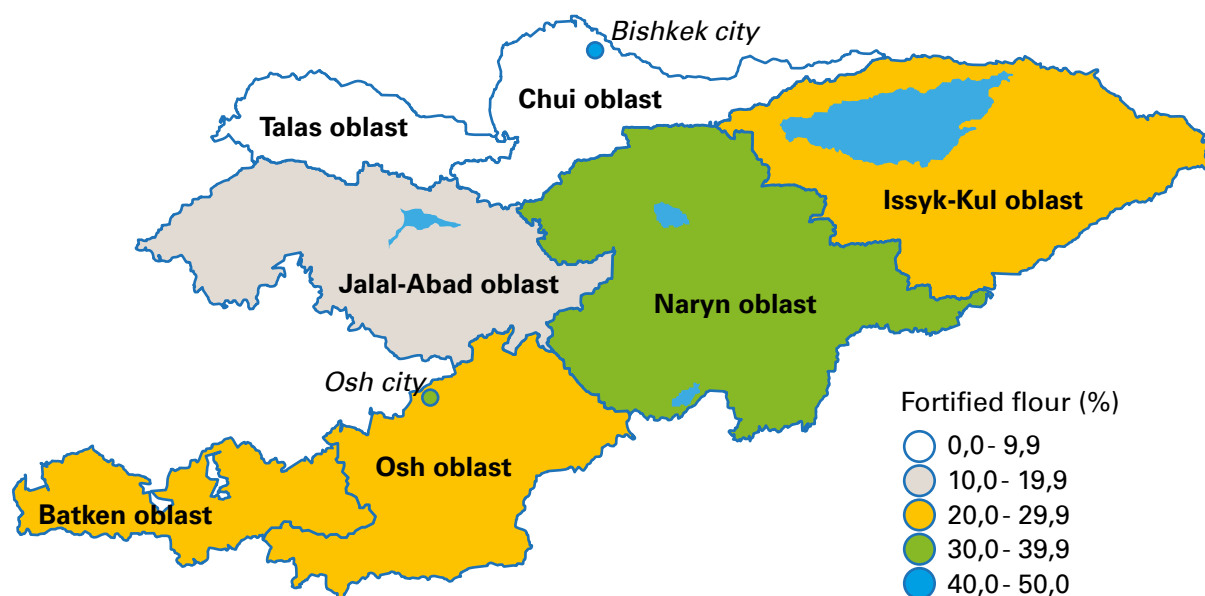 Bishkek city
Chui oblast
Talas oblast
Issyk-Kul oblast
Jalal-Abad oblast
Naryn oblast
Osh city
Osh oblast
Batken oblast
Fortified flour (%)
0,0 - 9,9
10,0 - 19,9
20,0 - 29,9
30,0 - 39,9
40,0 - 50,0